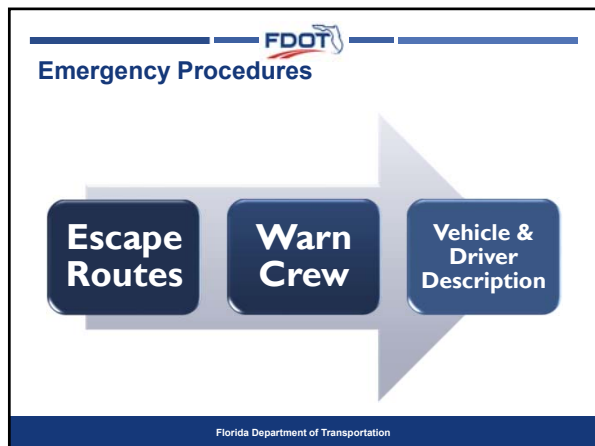 FDOT
Emergency Procedures
Escape
Routes
Warn
Crew
Vehicle &
Driver
Description
Florida Department of Transportation